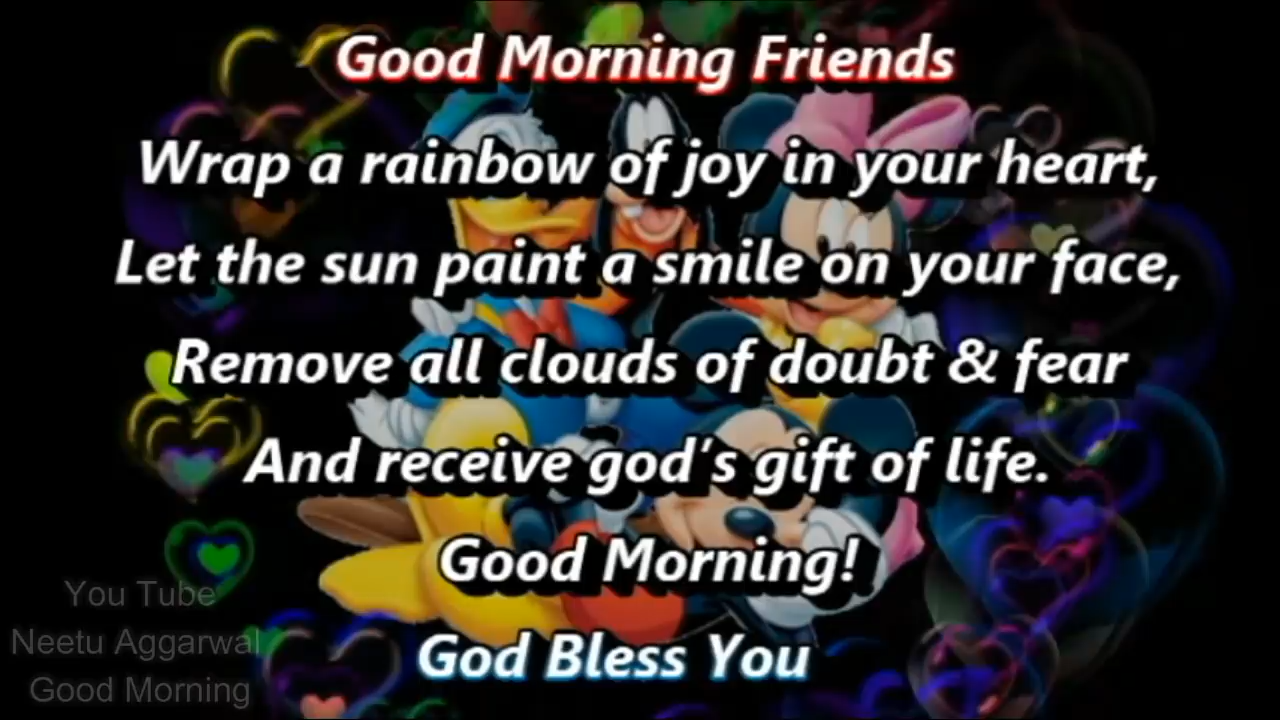 Good Morning Friends
Wrap a rainbow of joy in your heart,
Let the sun paint a smile on your face,
Remove all clouds of doubt & fear
And receive god's gift of life.
Good Morning!
God Bless You
You Tube
Neetu Aggarwal
Good Morning